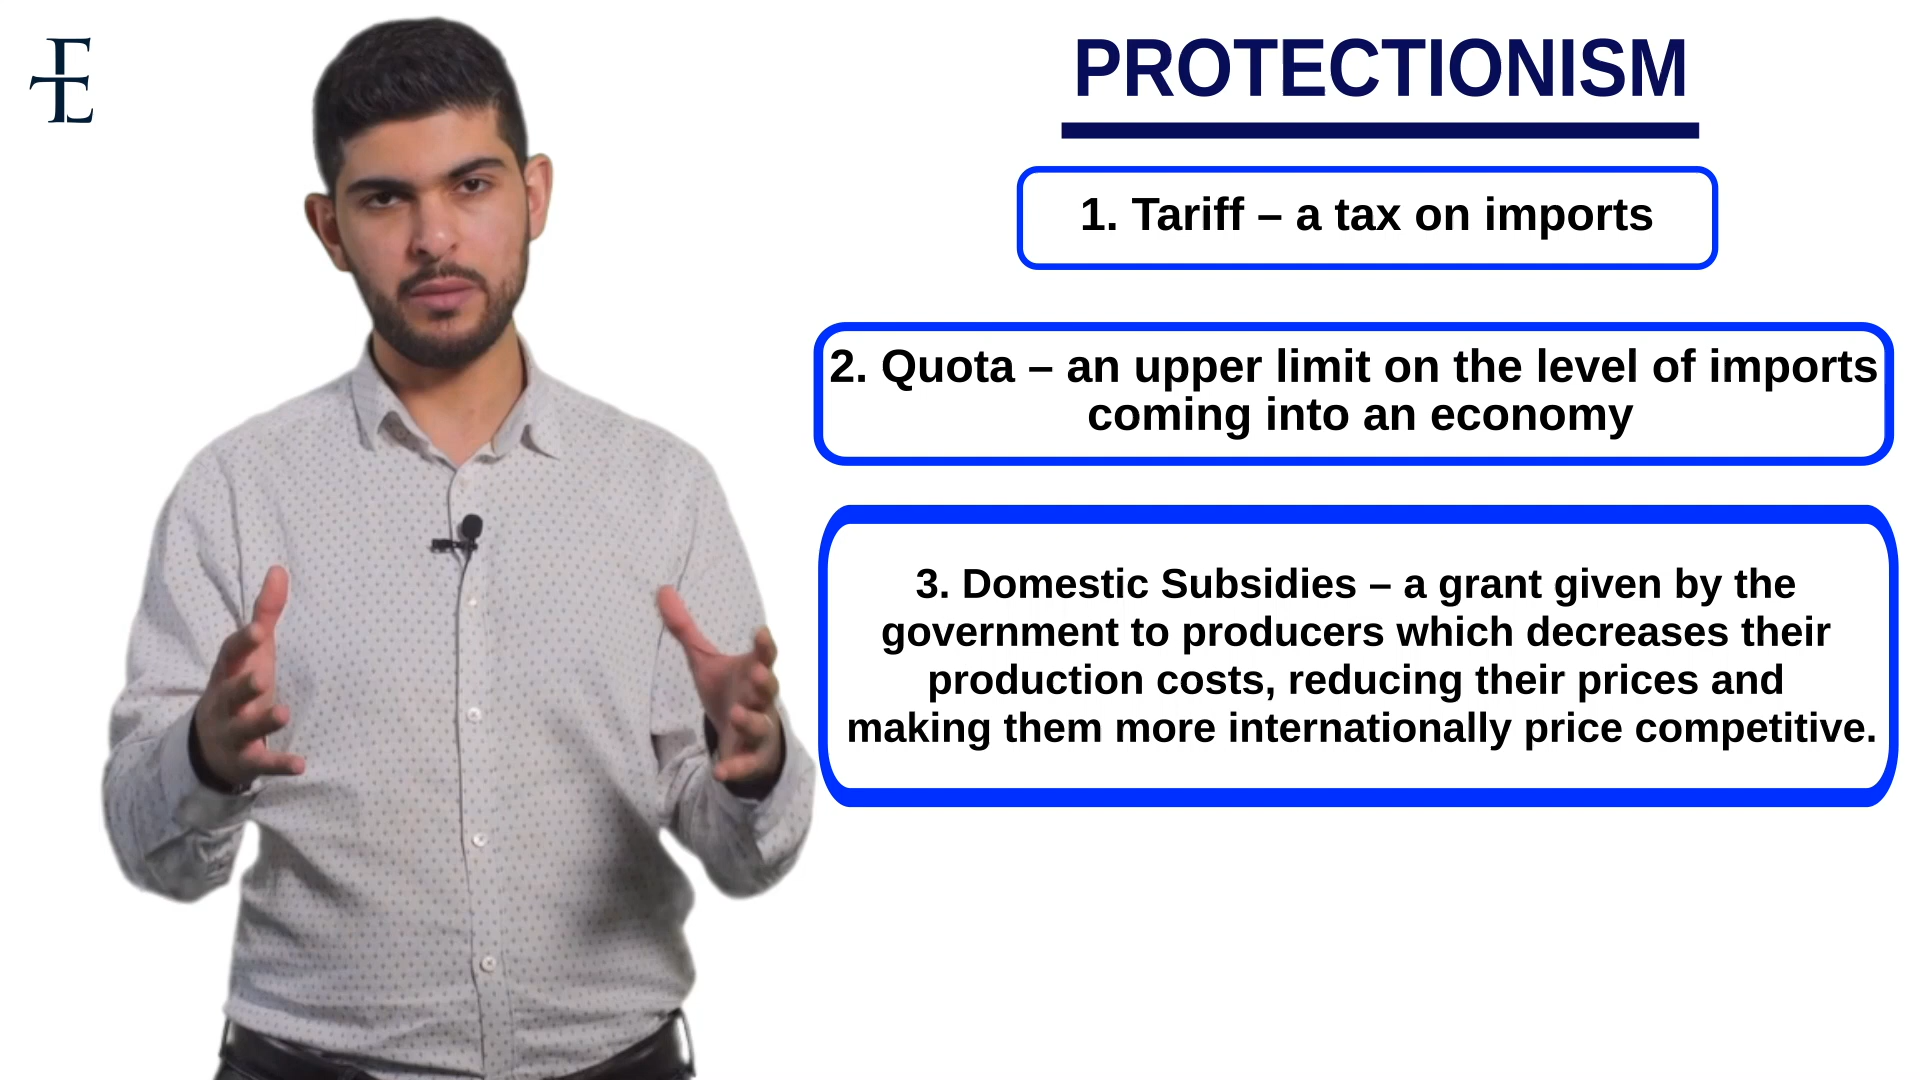 PROTECTIONISM
1. Tariff – a tax on imports
2. Quota – an upper limit on the level of imports
coming into an economy
3. Domestic Subsidies – a grant given by the
government to producers which decreases their
production costs, reducing their prices and
making them more internationally price competitive.